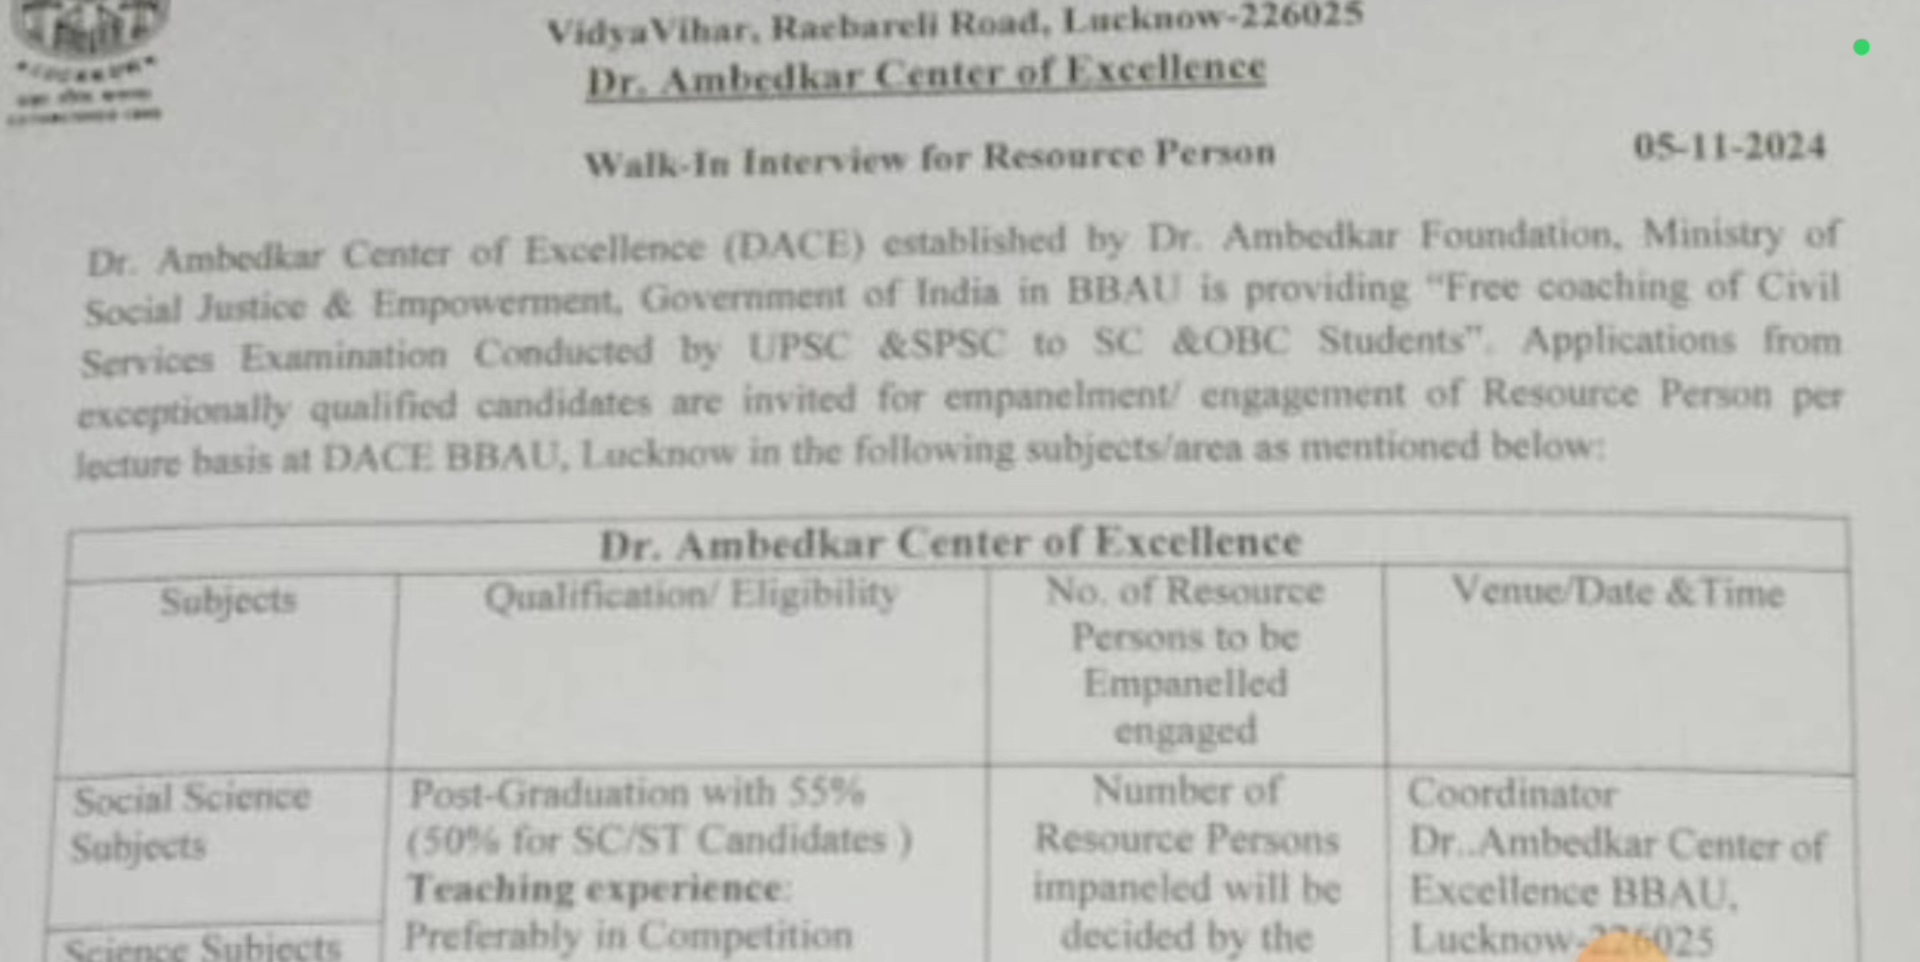 VidyaVihar, Raebareli Road, Lucknow-226025
Dr. Ambedkar Center of Excellence
Walk-In Interview for Resource Person
05-11-2024
Dr. Ambedkar Center of Excellence (DACE) established by Dr. Ambedkar Foundation, Ministry of
Social Justice & Empowerment, Government of India in BBAU is providing “Free coaching of Civil
Services Examination Conducted by UPSC &SPSC to SC &OBC Students”. Applications from
exceptionally qualified candidates are invited for empanelment/ engagement of Resource Person per
lecture basis at DACE BBAU, Lucknow in the following subjects/area as mentioned below:
Dr. Ambedkar Center of Excellence
Subjects
Qualification/ Eligibility
No. of Resource
Persons to be
Empanelled
engaged
Venue/Date &Time
Social Science
Subjects
Post-Graduation with 55%
(50% for SC/ST Candidates )
Teaching experience:
Preferably in Competition
Number of
Resource Persons
impaneled will be
decided by the
Coordinator
Dr..Ambedkar Center of
Excellence BBAU,
Lucknow-226025
Science Subjects